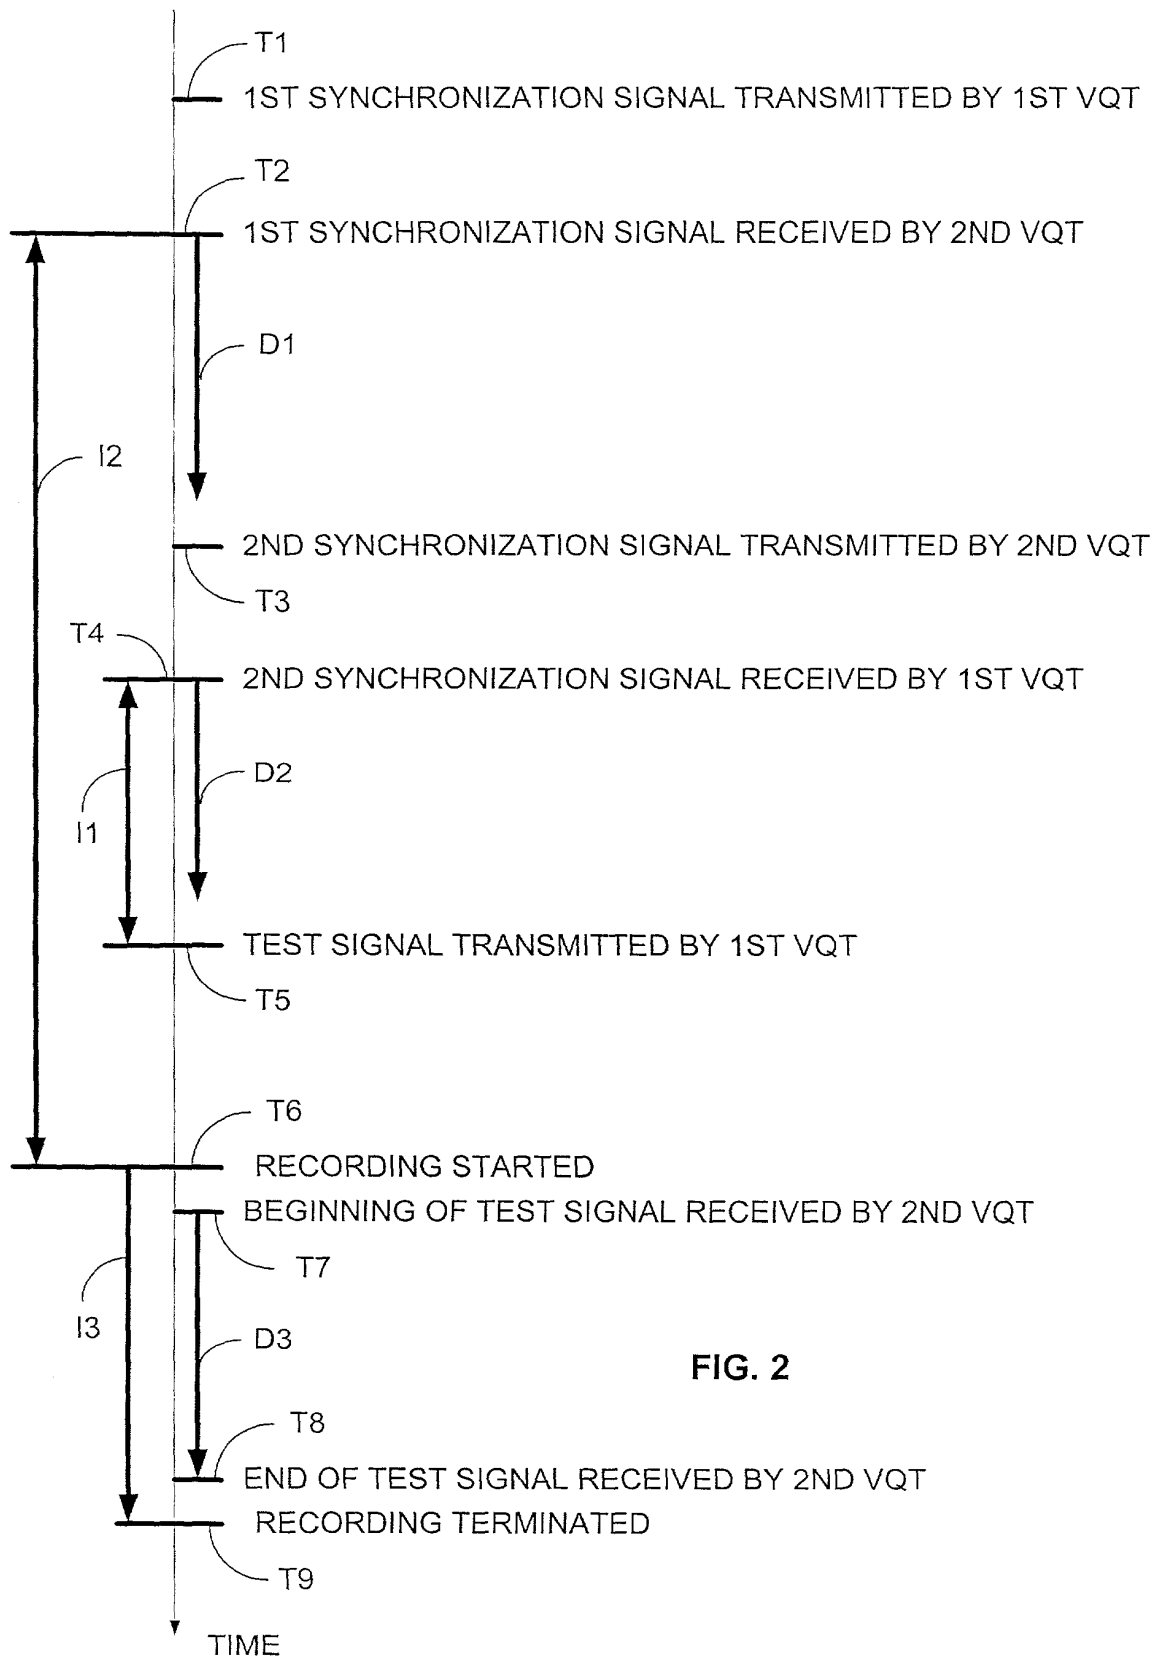 T1
1ST SYNCHRONIZATION SIGNAL TRANSMITTED BY 1ST VQT
T2
1ST SYNCHRONIZATION SIGNAL RECEIVED BY 2ND VQT
D1
I2
2ND SYNCHRONIZATION SIGNAL TRANSMITTED BY 2ND VQT
T3
T4
2ND SYNCHRONIZATION SIGNAL RECEIVED BY 1ST VQT
D2
I1
TEST SIGNAL TRANSMITTED BY 1ST VQT
T5
T6
RECORDING STARTED
BEGINNING OF TEST SIGNAL RECEIVED BY 2ND VQT
T7
I3
D3
FIG. 2
T8
END OF TEST SIGNAL RECEIVED BY 2ND VQT
RECORDING TERMINATED
T9
TIME